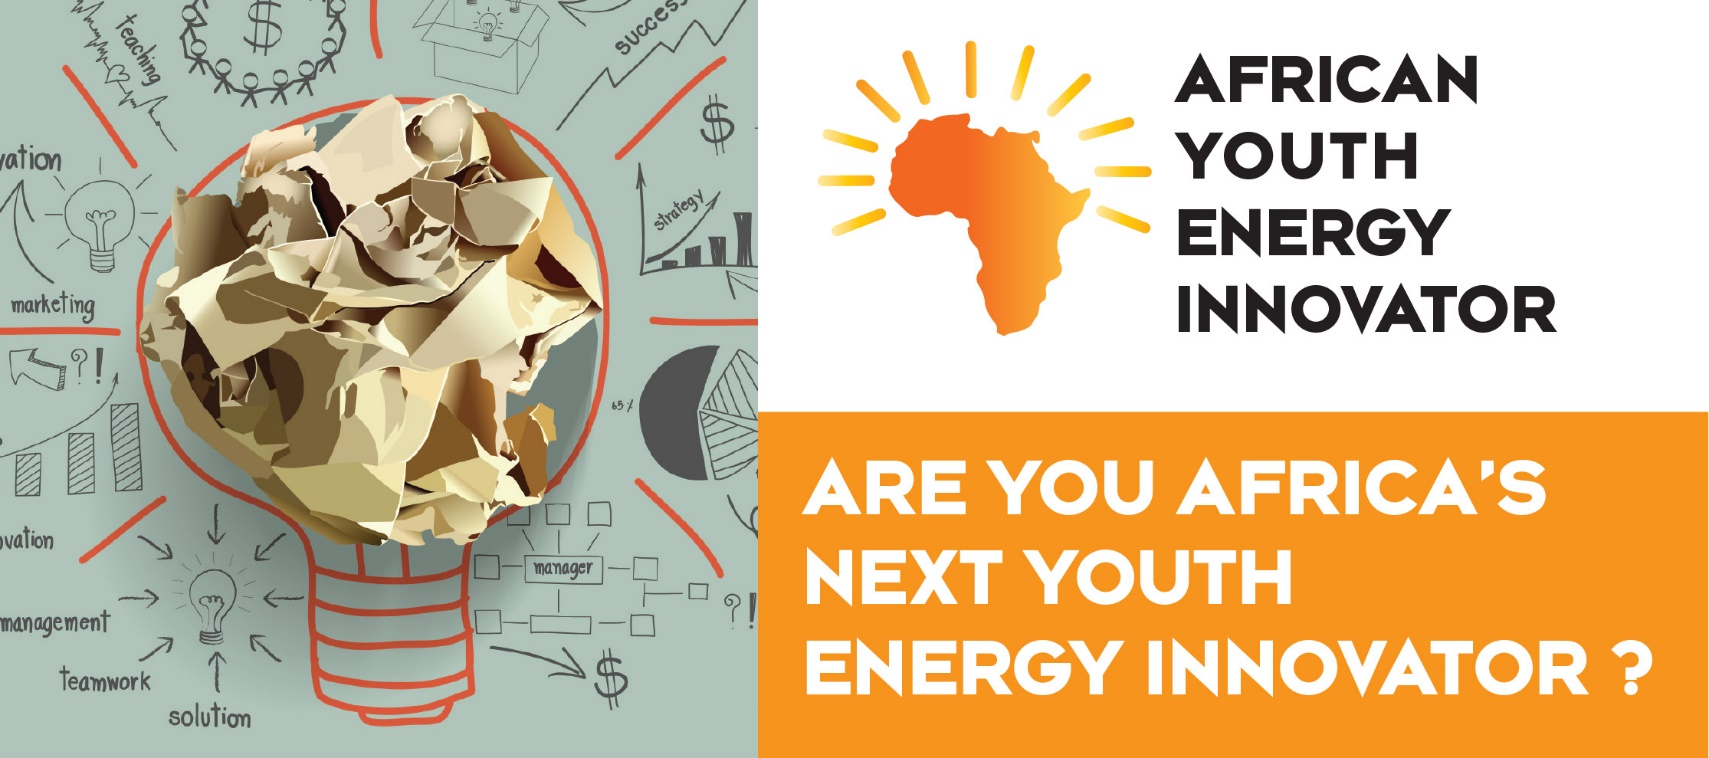 teaching
$
success
$
vation
strategy
marketing
?!
65%
ovation
manager
?!
management
teamwork
$
solution
AFRICAN
YOUTH
ENERGY
INNOVATOR
ARE YOU AFRICA'S
NEXT YOUTH
ENERGY INNOVATOR ?